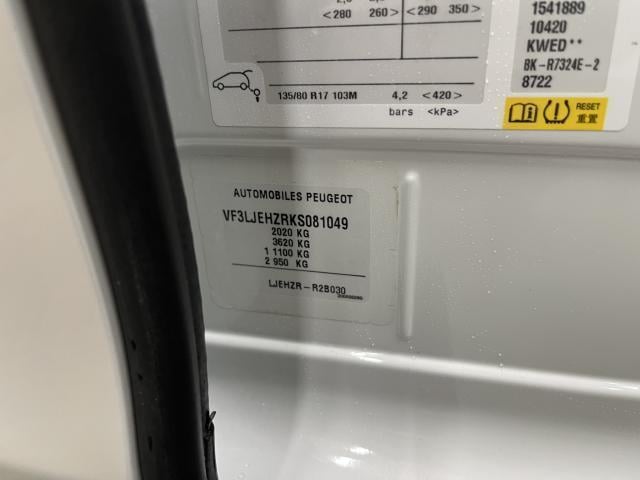 <280 260> <290 350>
135/80 R17 103M 4,2 <420>
bars <kPa>
1541889
10420
KWED**
BK-R7324E-2
8722
RESET
重置
AUTOMOBILES PEUGEOT
VF3LJEHZRKS081049
2020 KG
3620 KG
1 1100 KG
2 950 KG
LJEHZR-R2B030